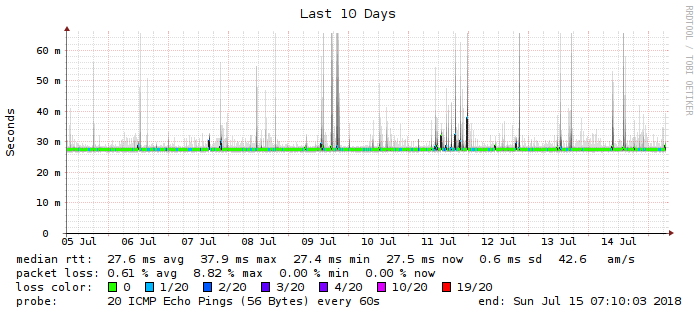 Last 10 Days
RRDTOOL / TOBI OETIKER
Seconds
60 m
50 m
40 m
30 m
20 m
10 m
0
05 Jul 06 Jul 07 Jul 08 Jul 09 Jul 10 Jul 11 Jul 12 Jul 13 Jul 14 Jul
median rtt: 27.6 ms avg 37.9 ms max 27.4 ms min 27.5 ms now 0.6 ms sd 42.6 am/s
packet loss: 0.61 % avg 8.82 % max 0.00 % min 0.00 % now
loss color: 0 1/20 2/20 3/20 4/20 10/20 19/20
probe: 20 ICMP Echo Pings (56 Bytes) every 60s end: Sun Jul 15 07:10:03 2018